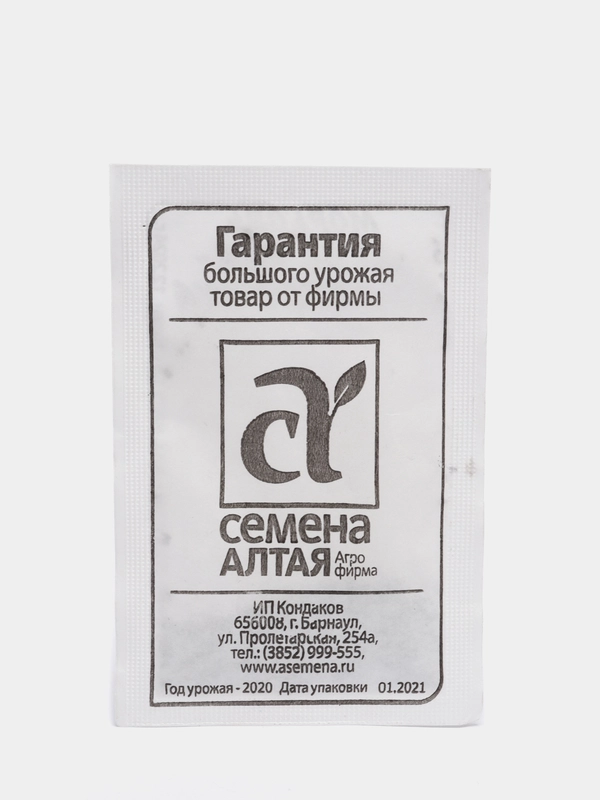 Гарантия
большого урожая
товар от фирмы
семена
АЛТАЯ Агро
фирма
ИП Кондаков
656008, г. Барнаул,
ул. Пролетарская, 254а,
тел.: (3852) 999-555,
www.asemena.ru
Год урожая - 2020 Дата упаковки 01.2021